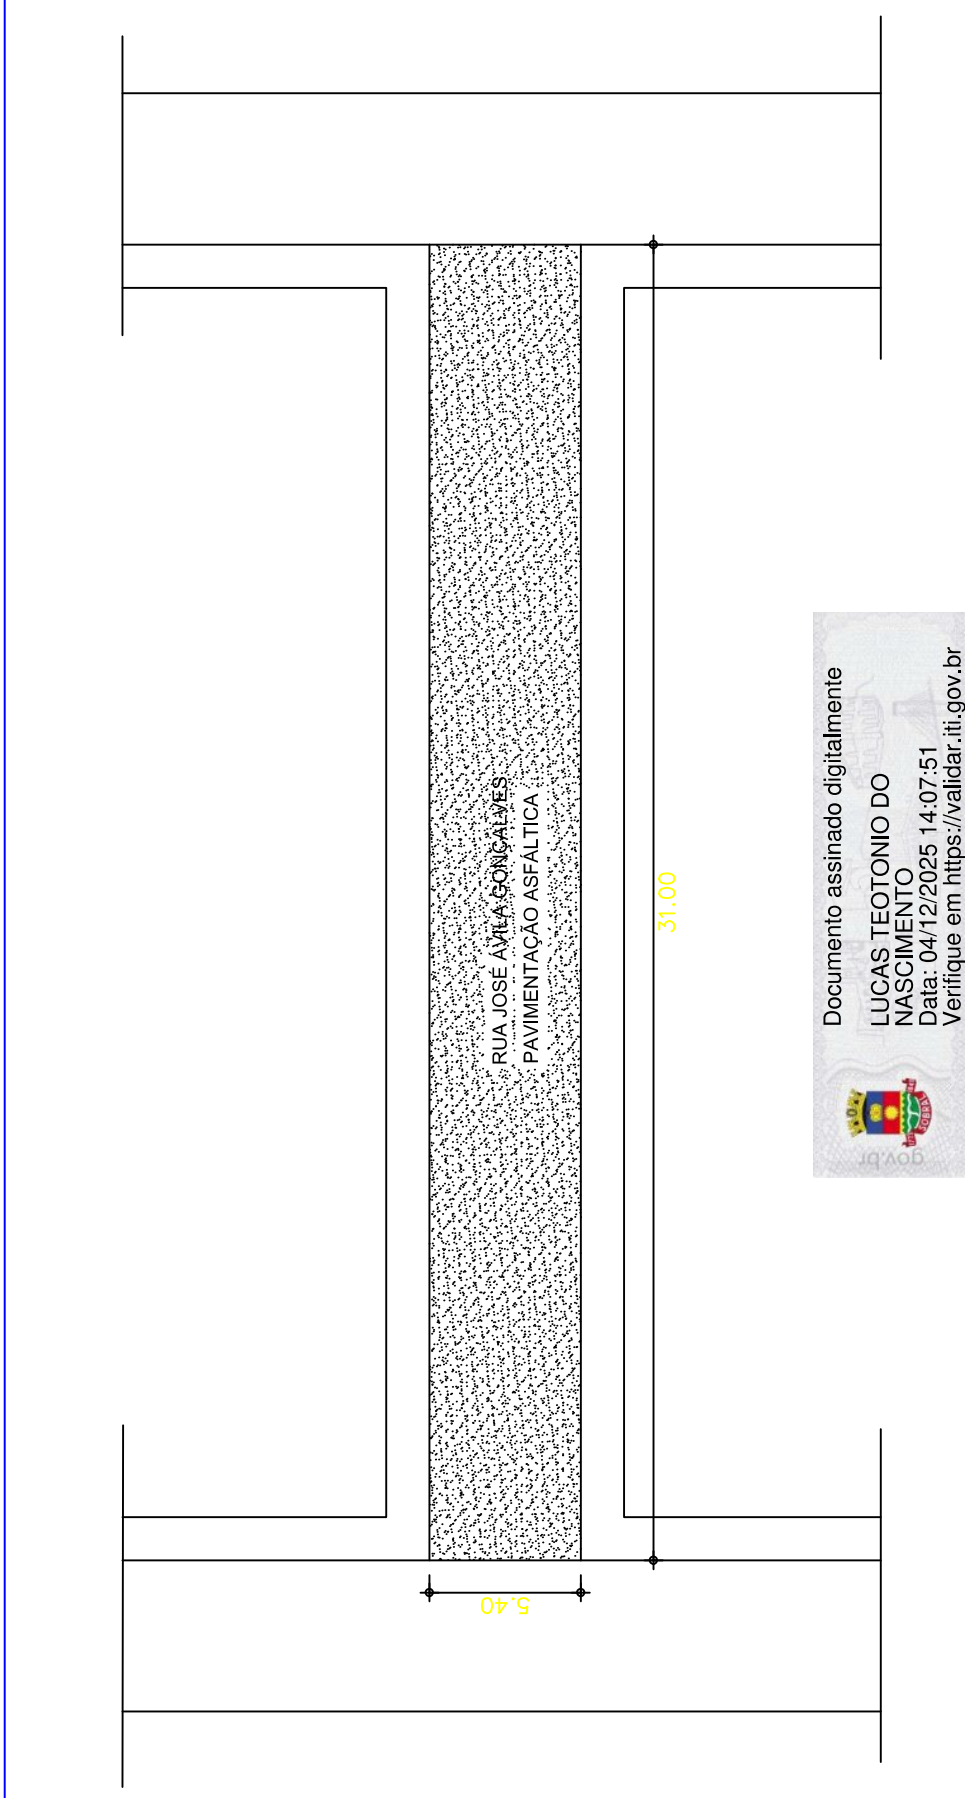 RUA JOSÉ ÁVILA GONÇALVES
PAVIMENTAÇÃO ASFÁLTICA
31.00
5.40
Documento assinado digitalmente
LUCAS TEOTONIO DO
NASCIMENTO
Data: 04/12/2025 14:07:51
Verifique em https://validar.iti.gov.br
gov.br
SOBRAL